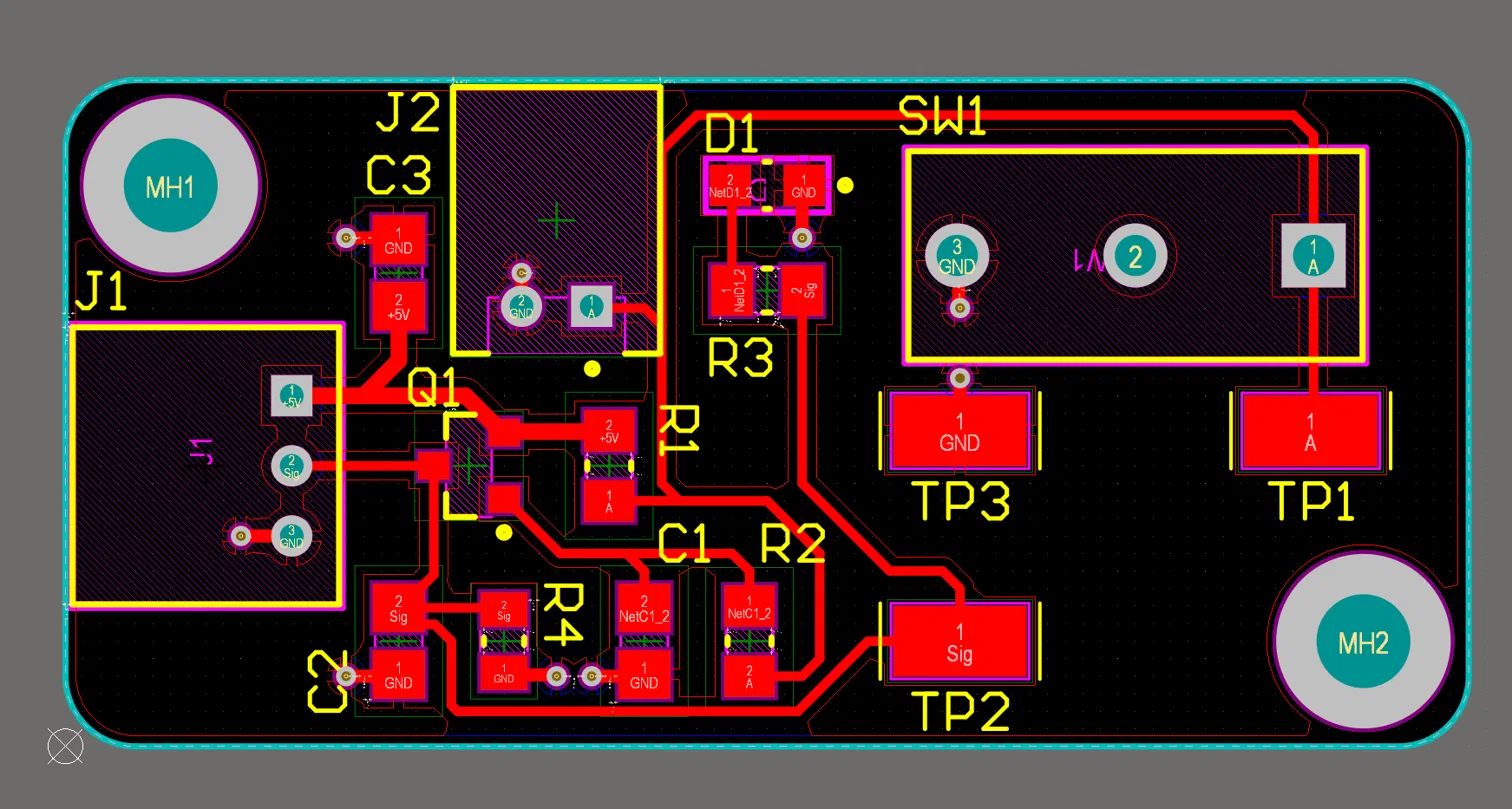 J2
SW1
D1
C3
MH1
2
NetD1_2
1
GND
1
GND
J1
3
GND
2
1
A
2
+5V
1
NetD1_2
2
Sig
2
GND
1
A
R3
Q1
1
+5V
R1
2
+5V
1
GND
1
A
J1
2
Sig
1
A
TP3
TP1
3
GND
C1
R2
R4
2
Sig
2
Sig
2
NetC1_2
1
NetC1_2
1
Sig
MH2
C2
1
GND
1
GND
1
GND
2
A
TP2